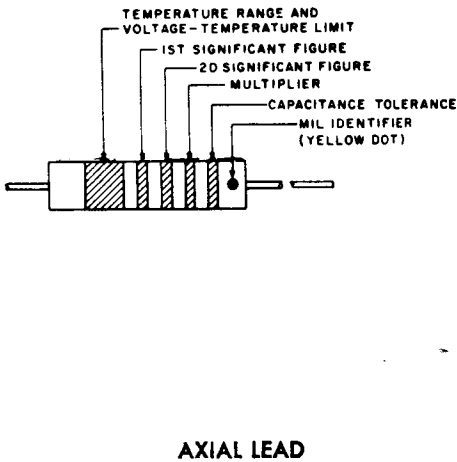 TEMPERATURE RANGE AND
VOLTAGE-TEMPERATURE LIMIT
1ST SIGNIFICANT FIGURE
2D SIGNIFICANT FIGURE
MULTIPLIER
CAPACITANCE TOLERANCE
MIL IDENTIFIER
(YELLOW DOT)
AXIAL LEAD